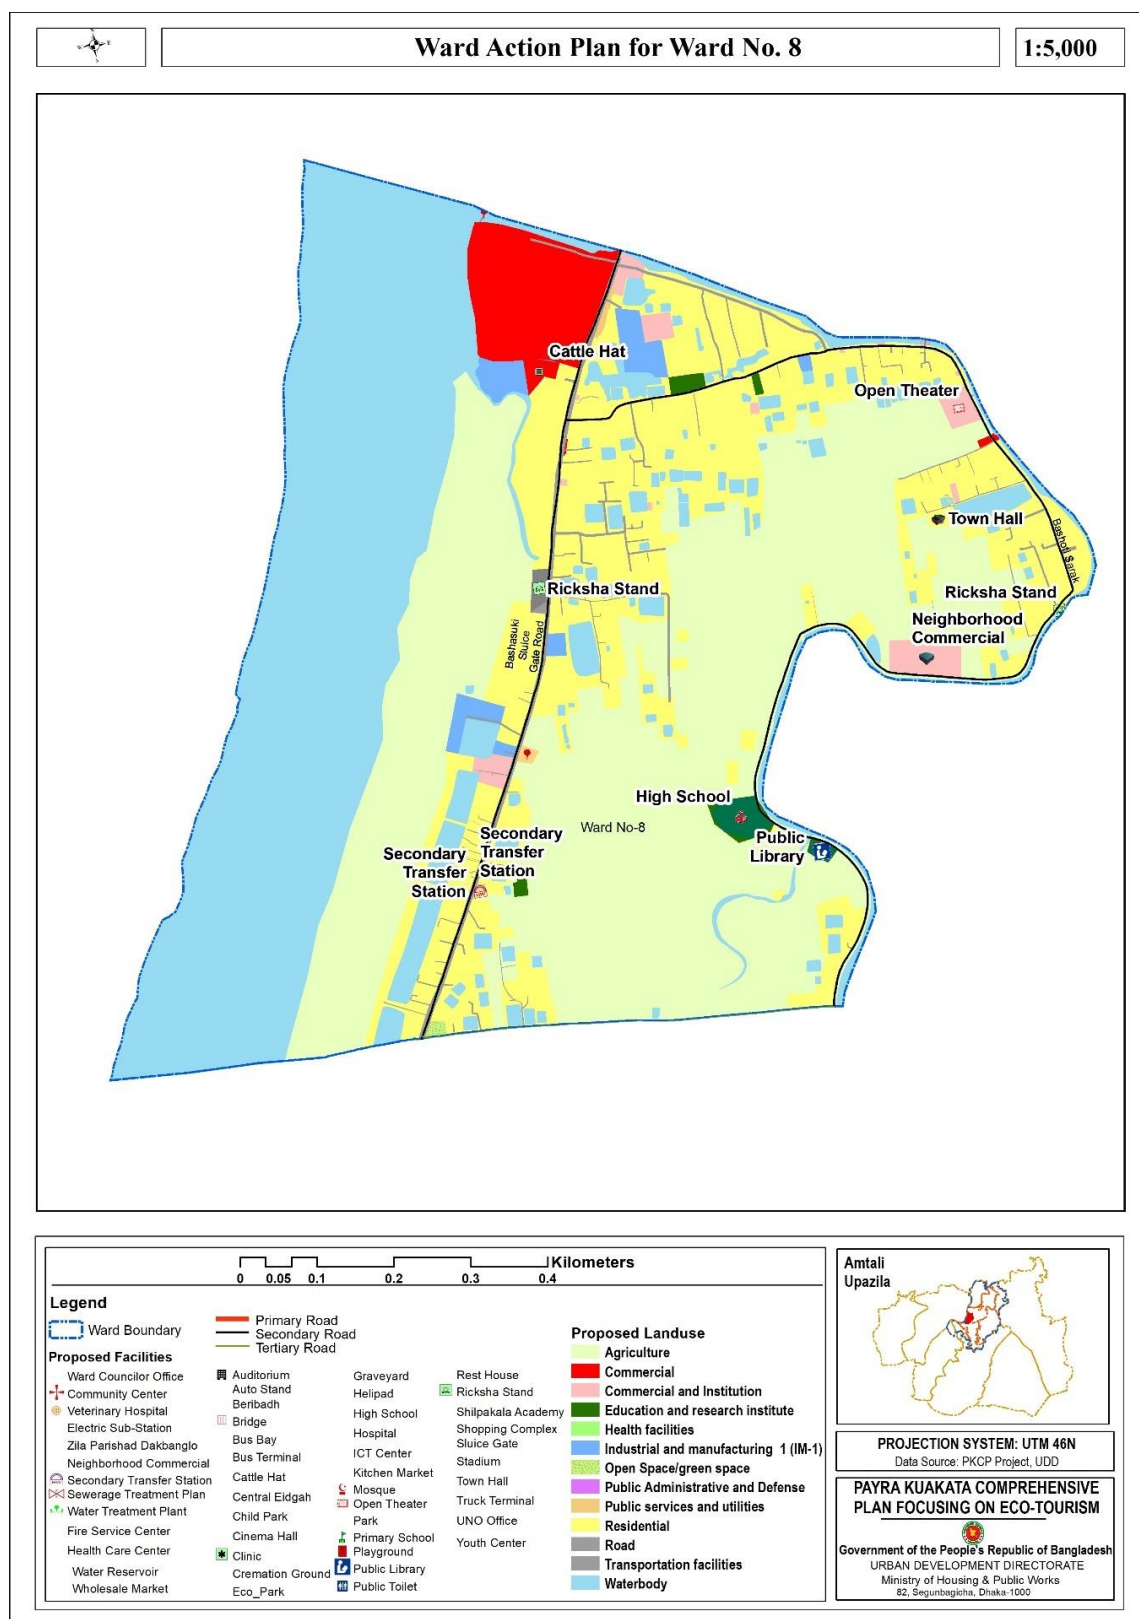 Ward Action Plan for Ward No. 8
1:5,000
Cattle Hat
Open Theater
Town Hall
Bashori Sarak
Ricksha Stand
Ricksha Stand
Neighborhood
Commercial
Bashasuki
Sluice
Gate Road
High School
Ward No-8
Public
Library
Secondary
Transfer
Station
Secondary
Transfer
Station
Kilometers
0 0.05 0.1 0.2 0.3 0.4
Legend
Ward Boundary
Primary Road
Secondary Road
Tertiary Road
Proposed Facilities
Ward Councilor Office
Community Center
Veterinary Hospital
Electric Sub-Station
Zila Parishad Dakbanglo
Neighborhood Commercial
Secondary Transfer Station
Sewerage Treatment Plan
Water Treatment Plant
Fire Service Center
Health Care Center
Water Reservoir
Wholesale Market
Auditorium
Auto Stand
Beribadh
Bridge
Bus Bay
Bus Terminal
Cattle Hat
Central Eidgah
Child Park
Cinema Hall
Clinic
Cremation Ground
Eco_Park
Graveyard
Helipad
High School
Hospital
ICT Center
Kitchen Market
Mosque
Open Theater
Park
Primary School
Playground
Public Library
Public Toilet
Rest House
Ricksha Stand
Shilpakala Academy
Shopping Complex
Sluice Gate
Stadium
Town Hall
Truck Terminal
UNO Office
Youth Center
Proposed Landuse
Agriculture
Commercial
Commercial and Institution
Education and research institute
Health facilities
Industrial and manufacturing 1 (IM-1)
Open Space/green space
Public Administrative and Defense
Public services and utilities
Residential
Road
Transportation facilities
Waterbody
Amtali
Upazila
PROJECTION SYSTEM: UTM 46N
Data Source: PKCP Project, UDD
PAYRA KUAKATA COMPREHENSIVE
PLAN FOCUSING ON ECO-TOURISM
Government of the People's Republic of Bangladesh
URBAN DEVELOPMENT DIRECTORATE
Ministry of Housing & Public Works
82, Segunbagicha, Dhaka-1000